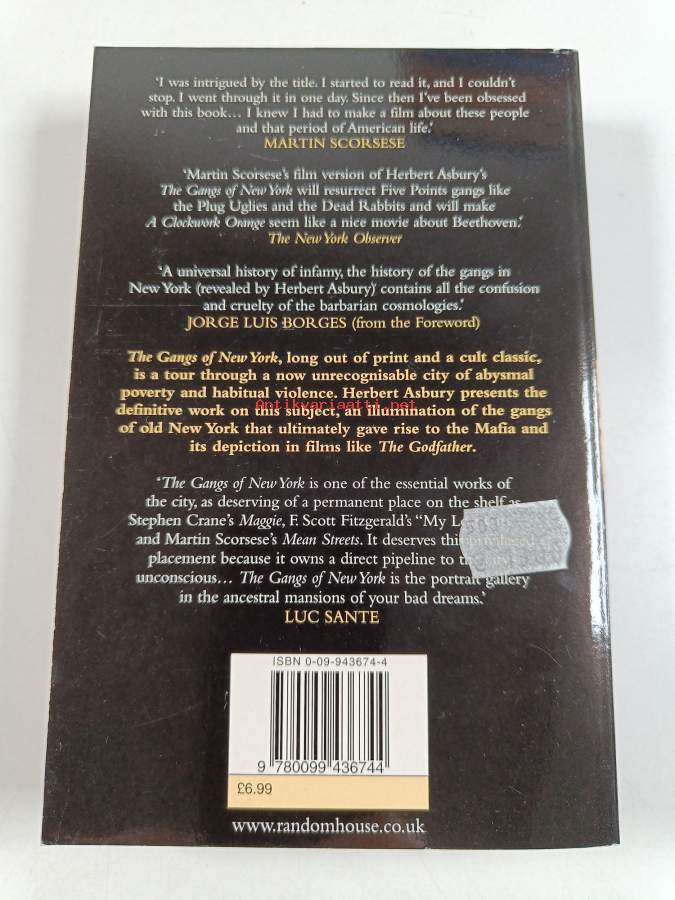 ‘I was intrigued by the title. I started to read it, and I couldn’t
stop. I went through it in one day. Since then I’ve been obsessed
with this book… I knew I had to make a film about these people
and that period of American life.’
MARTIN SCORSESE
‘Martin Scorsese’s film version of Herbert Asbury’s
The Gangs of New York will resurrect Five Points gangs like
the Plug Uglies and the Dead Rabbits and will make
A Clockwork Orange seem like a nice movie about Beethoven.’
The New York Observer
‘A universal history of infamy, the history of the gangs in
New York (revealed by Herbert Asbury)’ contains all the confusion
and cruelty of the barbarian cosmologies.’
JORGE LUIS BORGES (from the Foreword)
The Gangs of New York, long out of print and a cult classic,
is a tour through a now unrecognisable city of abysmal
poverty and habitual violence. Herbert Asbury presents the
Antikvariaatti.net
definitive work on this subject, an illumination of the gangs
of old New York that ultimately gave rise to the Mafia and
its depiction in films like The Godfather.
‘The Gangs of New York is one of the essential works of
the city, as deserving of a permanent place on the shelf as
Stephen Crane’s Maggie, F. Scott Fitzgerald’s “My
and Martin Scorsese’s Mean Streets. It deserves this
placement because it owns a direct pipeline to
unconscious… The Gangs of New York is the portrait gallery
in the ancestral mansions of your bad dreams.’
LUC SANTE
ISBN 0-09-943674-4
9 780099 436744
£6.99
www.randomhouse.co.uk